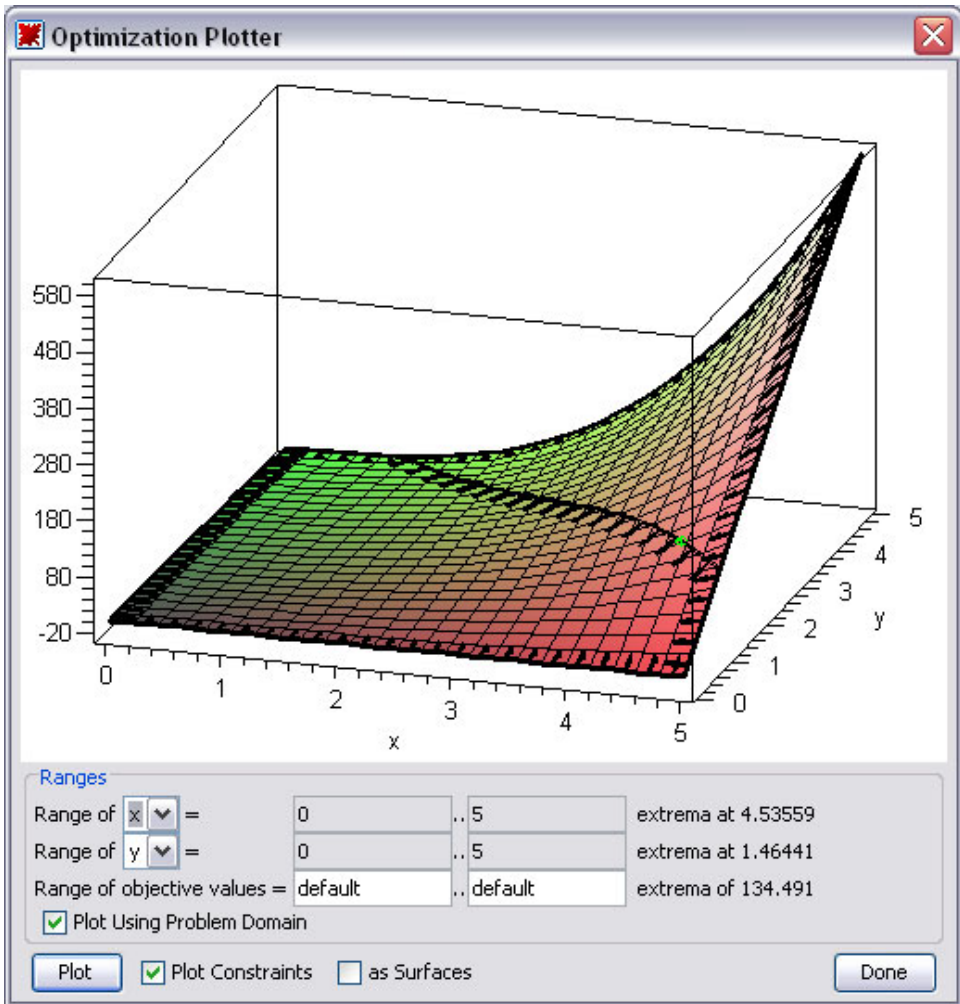 Optimization Plotter
580
480
380
280
180
80
-20
0
1
2
3
4
5
x
0
1
2
3
4
5
y
Ranges
Range of x = 0 .. 5 extrema at 4.53559
Range of y = 0 .. 5 extrema at 1.46441
Range of objective values = default .. default extrema of 134.491
Plot Using Problem Domain
Plot Plot Constraints as Surfaces Done